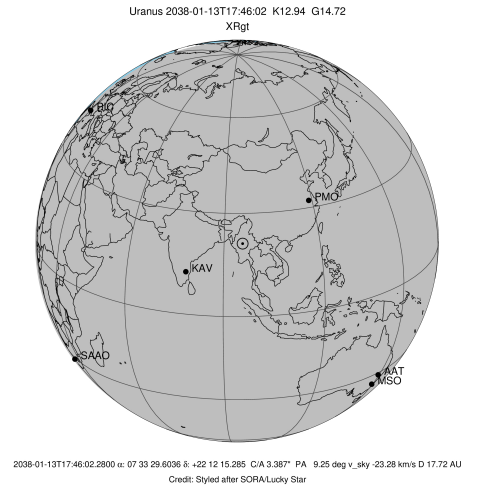 Uranus 2038-01-13T17:46:02 K12.94 G14.72
XRgt
PIC
PMO
KAV
SAAO
AAT
MSO
2038-01-13T17:46:02.2800 α: 07 33 29.6036 δ: +22 12 15.285 C/A 3.387" PA 9.25 deg v_sky -23.28 km/s D 17.72 AU
Credit: Styled after SORA/Lucky Star